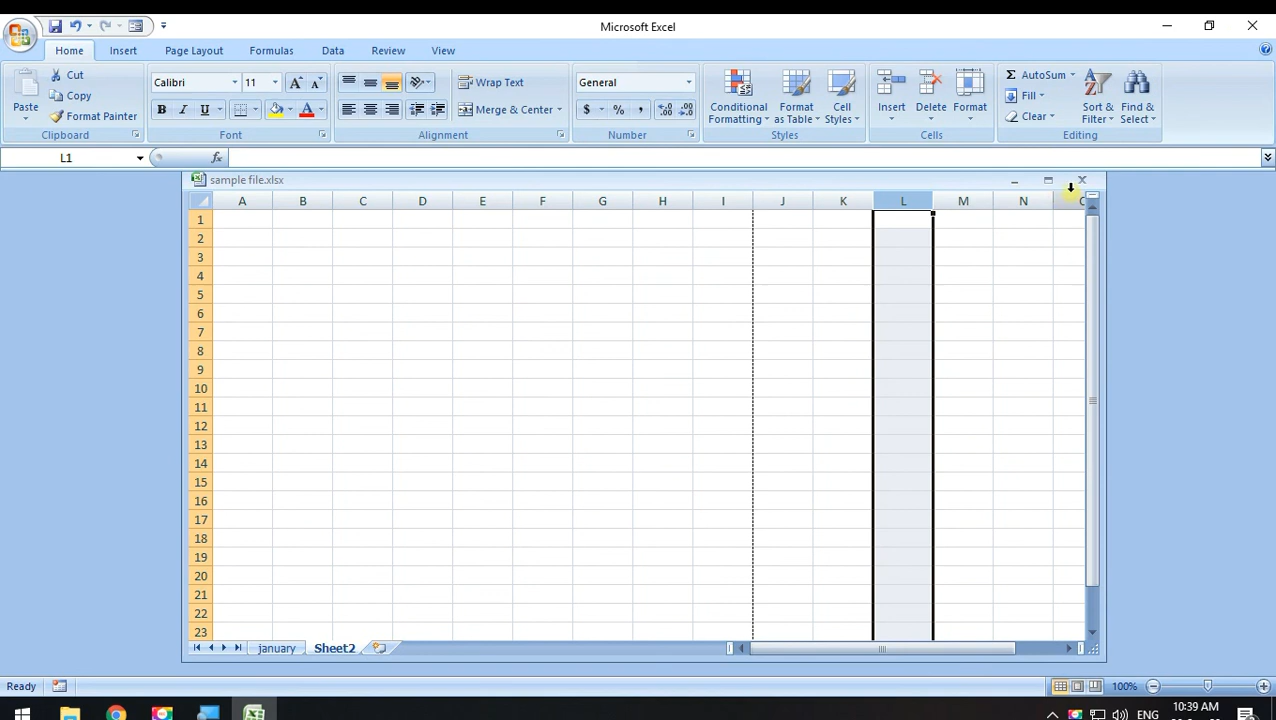 Microsoft Excel
Home Insert Page Layout Formulas Data Review View
Cut
Copy
Format Painter
Paste
Clipboard
Calibri 11
B I U A
Font
Wrap Text
Merge & Center
Alignment
General
$ % ,
Number
Conditional Formatting
Format as Table
Cell Styles
Styles
Insert
Delete
Format
Cells
Σ AutoSum
Fill
Clear
Sort & Filter
Find & Select
Editing
L1
fx
sample file.xlsx
A B C D E F G H I J K L M N
1
2
3
4
5
6
7
8
9
10
11
12
13
14
15
16
17
18
19
20
21
22
23
january Sheet2
Ready 100%
ENG 10:39 AM